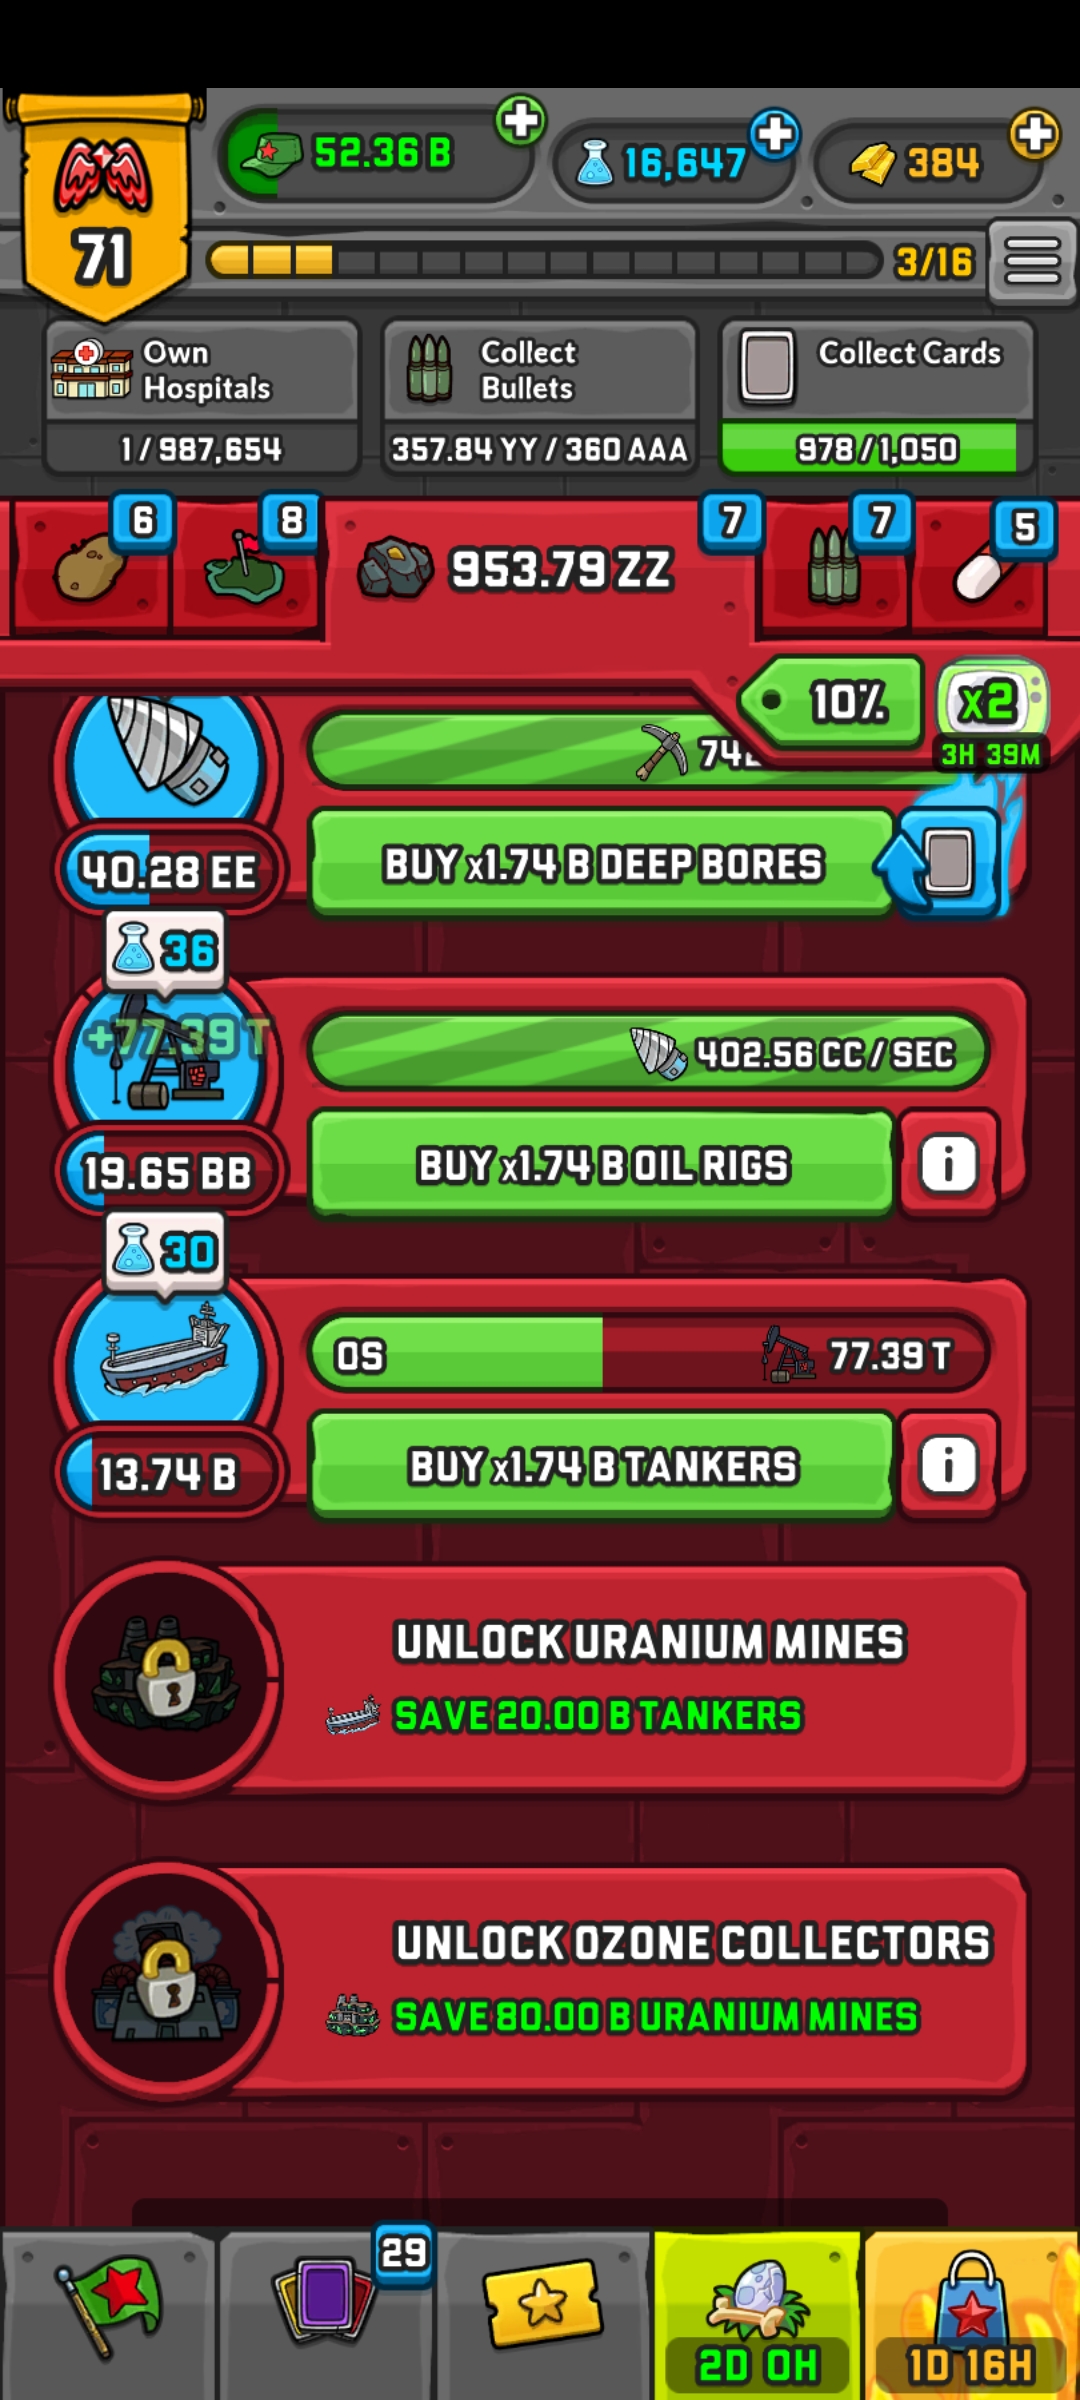 52.36 B
16,647
384
71
3/16
Own
Hospitals
1 / 987,654
Collect
Bullets
357.84 YY / 360 AAA
Collect Cards
978 / 1,050
6
8
953.79 ZZ
7
7
5
10%
x2
3H 39M
40.28 EE
BUY x1.74 B DEEP BORES
36
+77.39 T
402.56 CC / SEC
19.65 BB
BUY x1.74 B OIL RIGS
i
30
0S
77.39 T
13.74 B
BUY x1.74 B TANKERS
i
UNLOCK URANIUM MINES
SAVE 20.00 B TANKERS
UNLOCK OZONE COLLECTORS
SAVE 80.00 B URANIUM MINES
29
2D 0H
1D 16H